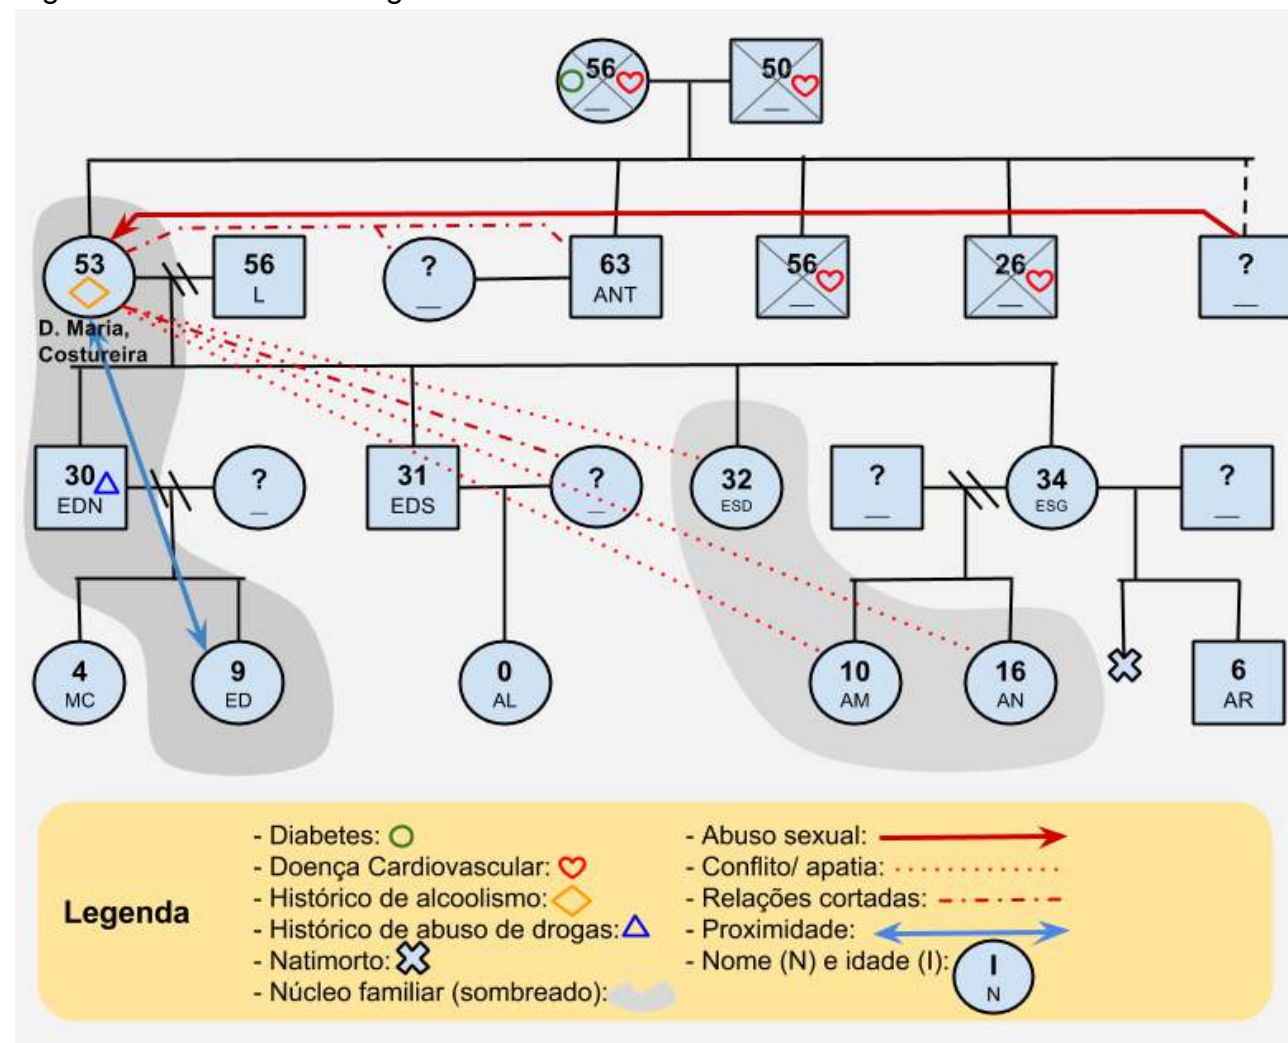 56
50
53
56
L
?
63
ANT
56
26
?
D. Maria,
Costureira
30
EDN
?
31
EDS
?
32
ESD
?
34
ESG
?
4
MC
9
ED
0
AL
10
AM
16
AN
6
AR
Legenda
- Diabetes:
- Doença Cardiovascular:
- Histórico de alcoolismo:
- Histórico de abuso de drogas:
- Natimorto:
- Núcleo familiar (sombreado):
- Abuso sexual:
- Conflito/ apatia:
- Relações cortadas:
- Proximidade:
- Nome (N) e idade (I):
I
N